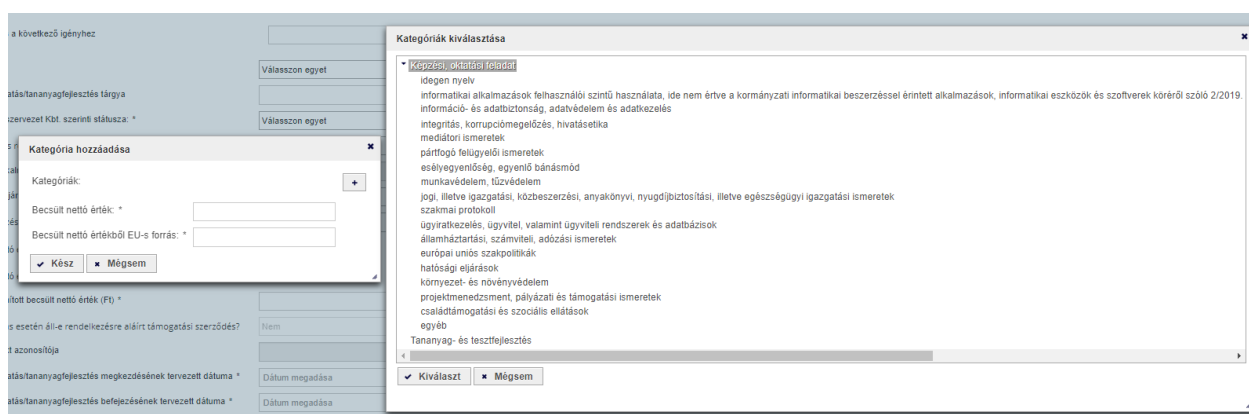 a következő igényhez
Válasszon egyet
atás/tananyagfejlesztés tárgya
szervezet Kbt. szerinti státusza: *
Válasszon egyet
Kategória hozzáadása
Kategóriák:
+
Becsült nettó érték: *
Becsült nettó értékből EU-s forrás: *
Kész
Mégsem
ított becsült nettó érték (Ft) *
s esetén áll-e rendelkezésre aláírt támogatási szerződés?
Nem
t azonosítója
atás/tananyagfejlesztés megkezdésének tervezett dátuma *
Dátum megadása
atás/tananyagfejlesztés befejezésének tervezett dátuma *
Dátum megadása
Kategóriák kiválasztása
Képzési, oktatási feladat
idegen nyelv
informatikai alkalmazások felhasználói szintű használata, ide nem értve a kormányzati informatikai beszerzéssel érintett alkalmazások, informatikai eszközök és szoftverek köréről szóló 2/2019.
információ- és adatbiztonság, adatvédelem és adatkezelés
integritás, korrupciómegelőzés, hivatásetika
mediátori ismeretek
pártfogó felügyelői ismeretek
esélyegyenlőség, egyenlő bánásmód
munkavédelem, tűzvédelem
jogi, illetve igazgatási, közbeszerzési, anyakönyvi, nyugdíjbiztosítási, illetve egészségügyi igazgatási ismeretek
szakmai protokoll
ügyiratkezelés, ügyvitel, valamint ügyviteli rendszerek és adatbázisok
államháztartási, számviteli, adózási ismeretek
európai uniós szakpolitikák
hatósági eljárások
környezet- és növényvédelem
projektmenedzsment, pályázati és támogatási ismeretek
családtámogatási és szociális ellátások
egyéb
Tananyag- és tesztfejlesztés
Kiválaszt
Mégsem